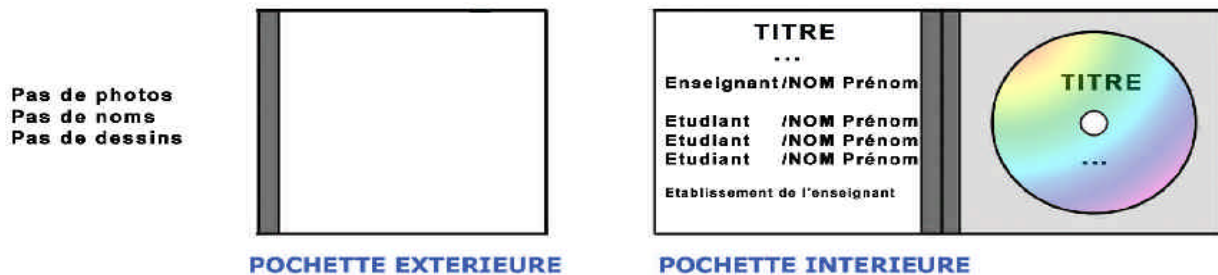 Pas de photos
Pas de noms
Pas de dessins
POCHETTE EXTERIEURE
TITRE
...
Enseignant/NOM Prénom
Etudiant /NOM Prénom
Etudiant /NOM Prénom
Etudiant /NOM Prénom
Etablissement de l'enseignant
TITRE
...
POCHETTE INTERIEURE